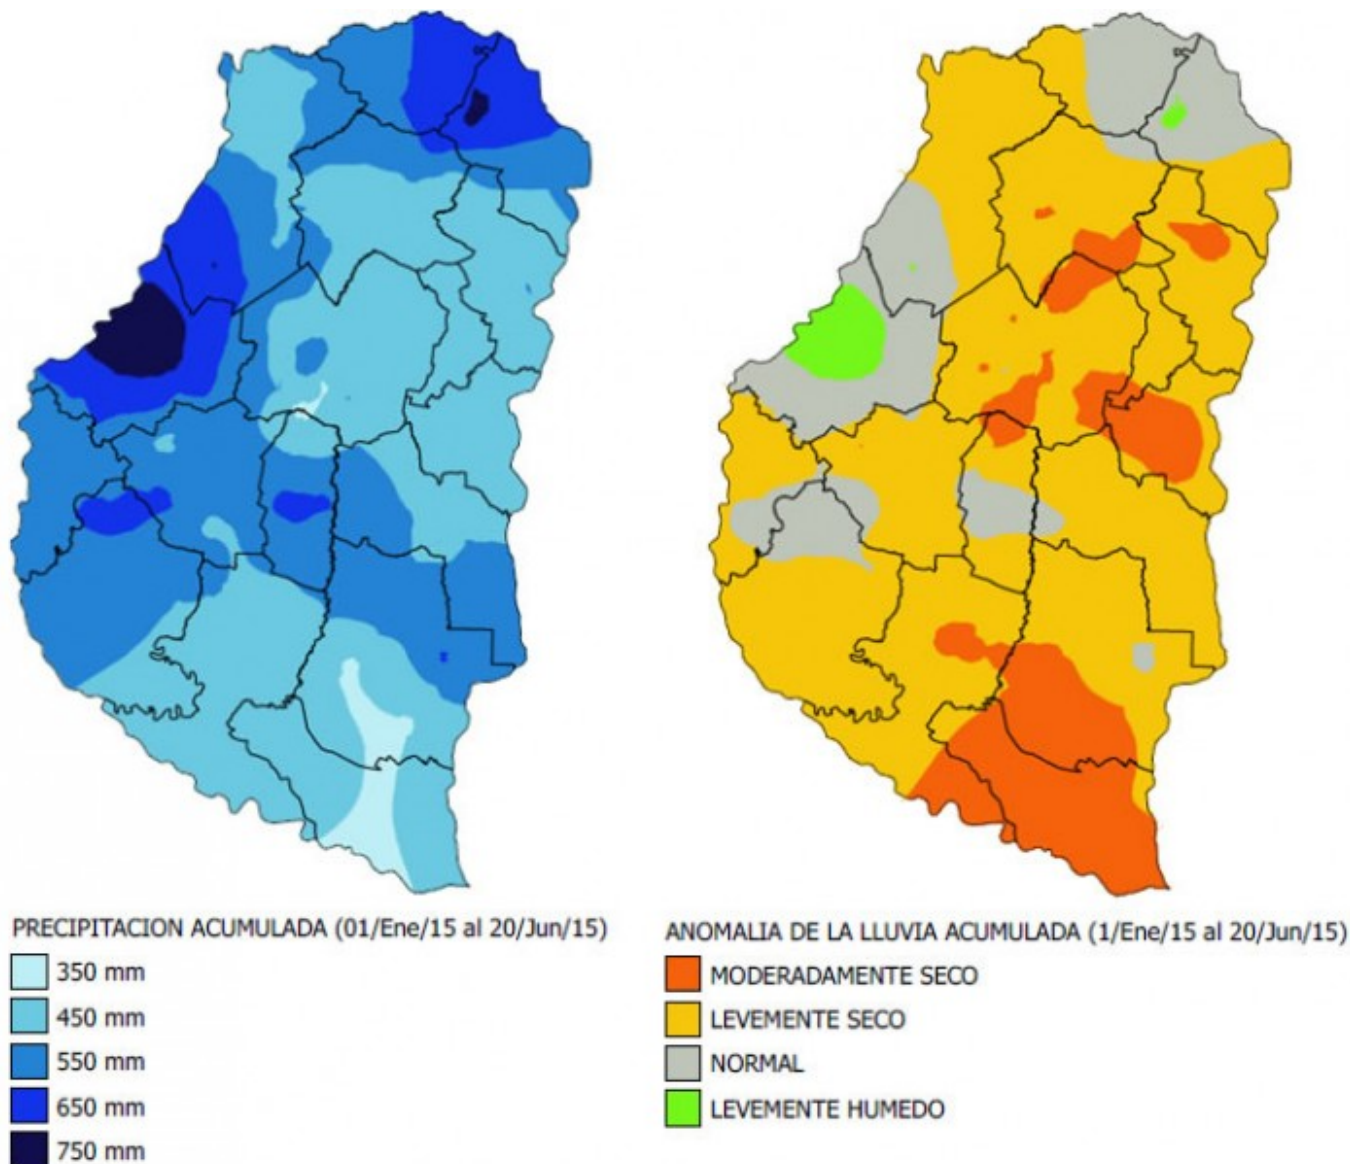 PRECIPITACION ACUMULADA (01/Ene/15 al 20/Jun/15)
350 mm
450 mm
550 mm
650 mm
750 mm
ANOMALIA DE LA LLUVIA ACUMULADA (1/Ene/15 al 20/Jun/15)
MODERADAMENTE SECO
LEVEMENTE SECO
NORMAL
LEVEMENTE HUMEDO